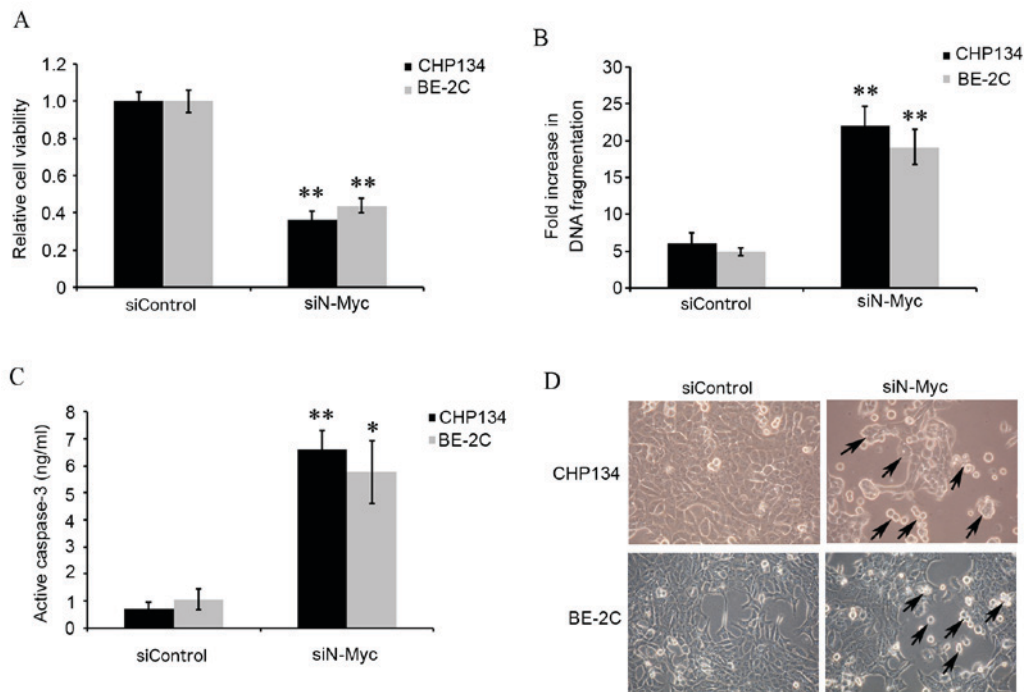 A
Relative cell viability
1.2
1.0
0.8
0.6
0.4
0.2
0
CHP134
BE-2C
**
**
siControl
siN-Myc
B
Fold increase in
DNA fragmentation
30
25
20
15
10
5
0
CHP134
BE-2C
**
**
siControl
siN-Myc
C
Active caspase-3 (ng/ml)
8
7
6
5
4
3
2
1
0
CHP134
BE-2C
**
*
siControl
siN-Myc
D
siControl
siN-Myc
CHP134
BE-2C